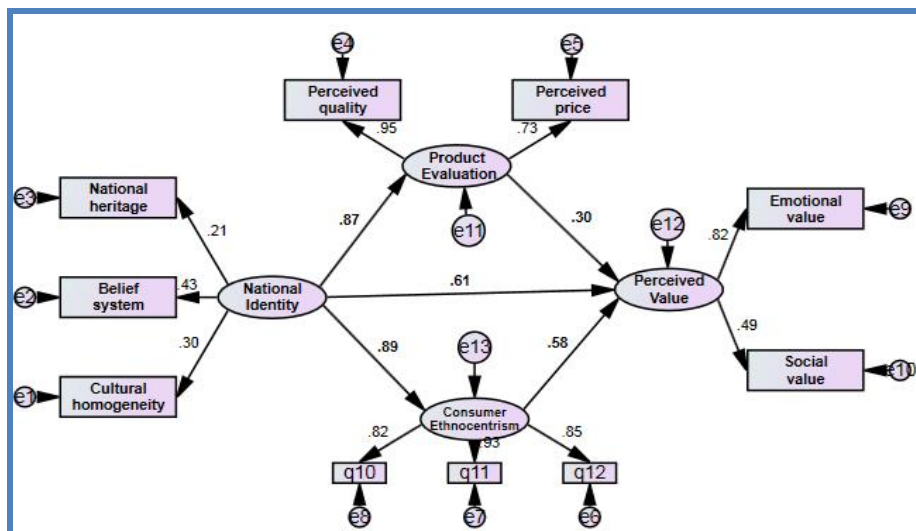 e4
e5
Perceived
quality
Perceived
price
.95
.73
Product
Evaluation
e3
National
heritage
.21
.87
e11
.30
e12
Emotional
value
e9
.82
e2
Belief
system
.43
National
Identity
.61
Perceived
Value
.30
.89
e13
.58
.49
e1
Cultural
homogeneity
Social
value
e10
Consumer
Ethnocentrism
.82
.93
.85
q10
q11
q12
e8
e7
e6